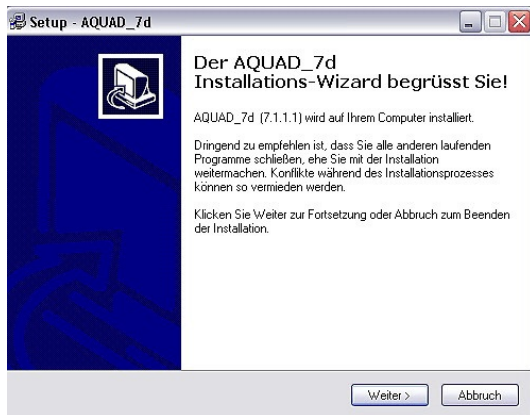 Setup - AQUAD_7d
Der AQUAD_7d
Installations-Wizard begrüsst Sie!
AQUAD_7d (7.1.1.1) wird auf Ihrem Computer installiert.
Dringend zu empfehlen ist, dass Sie alle anderen laufenden
Programme schließen, ehe Sie mit der Installation
weitermachen. Konflikte während des Installationsprozesses
können so vermieden werden.
Klicken Sie Weiter zur Fortsetzung oder Abbruch zum Beenden
der Installation.
Weiter >
Abbruch